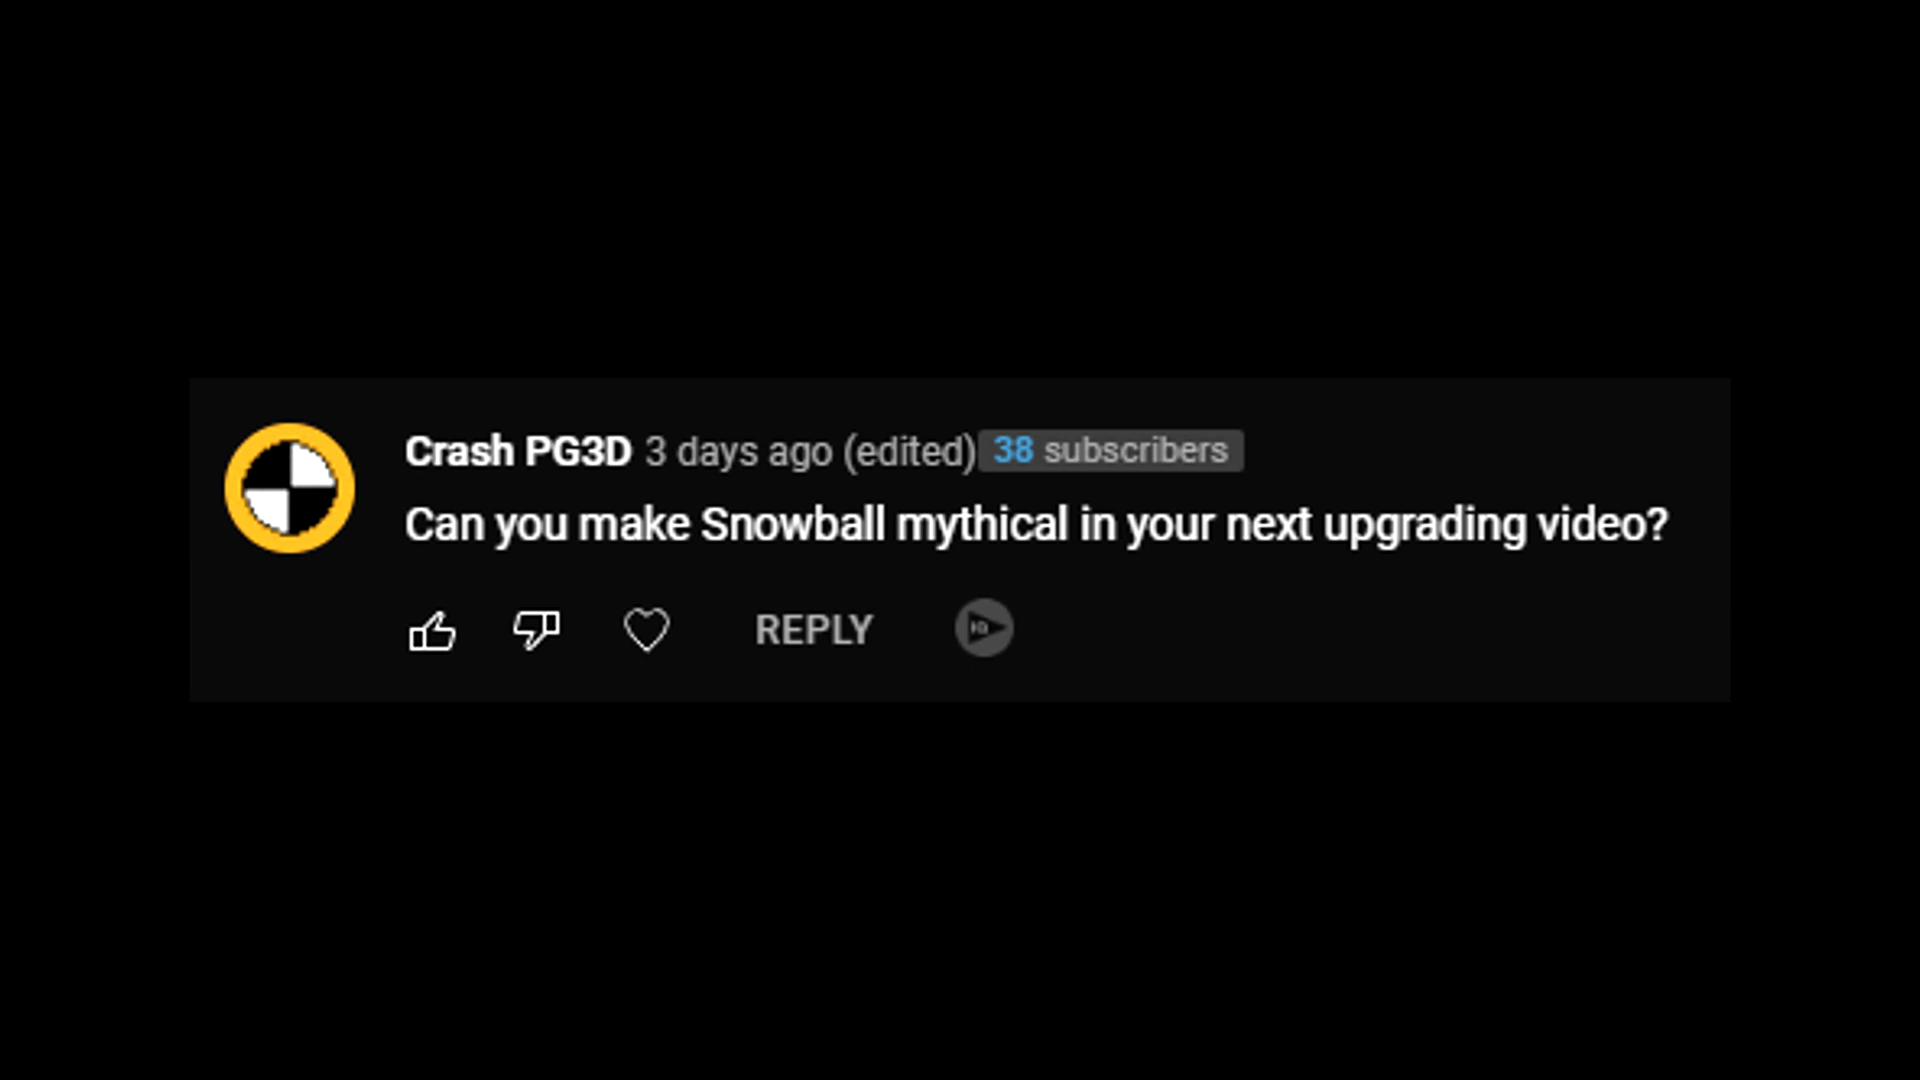 Crash PG3D 3 days ago (edited) 38 subscribers
Can you make Snowball mythical in your next upgrading video?
REPLY